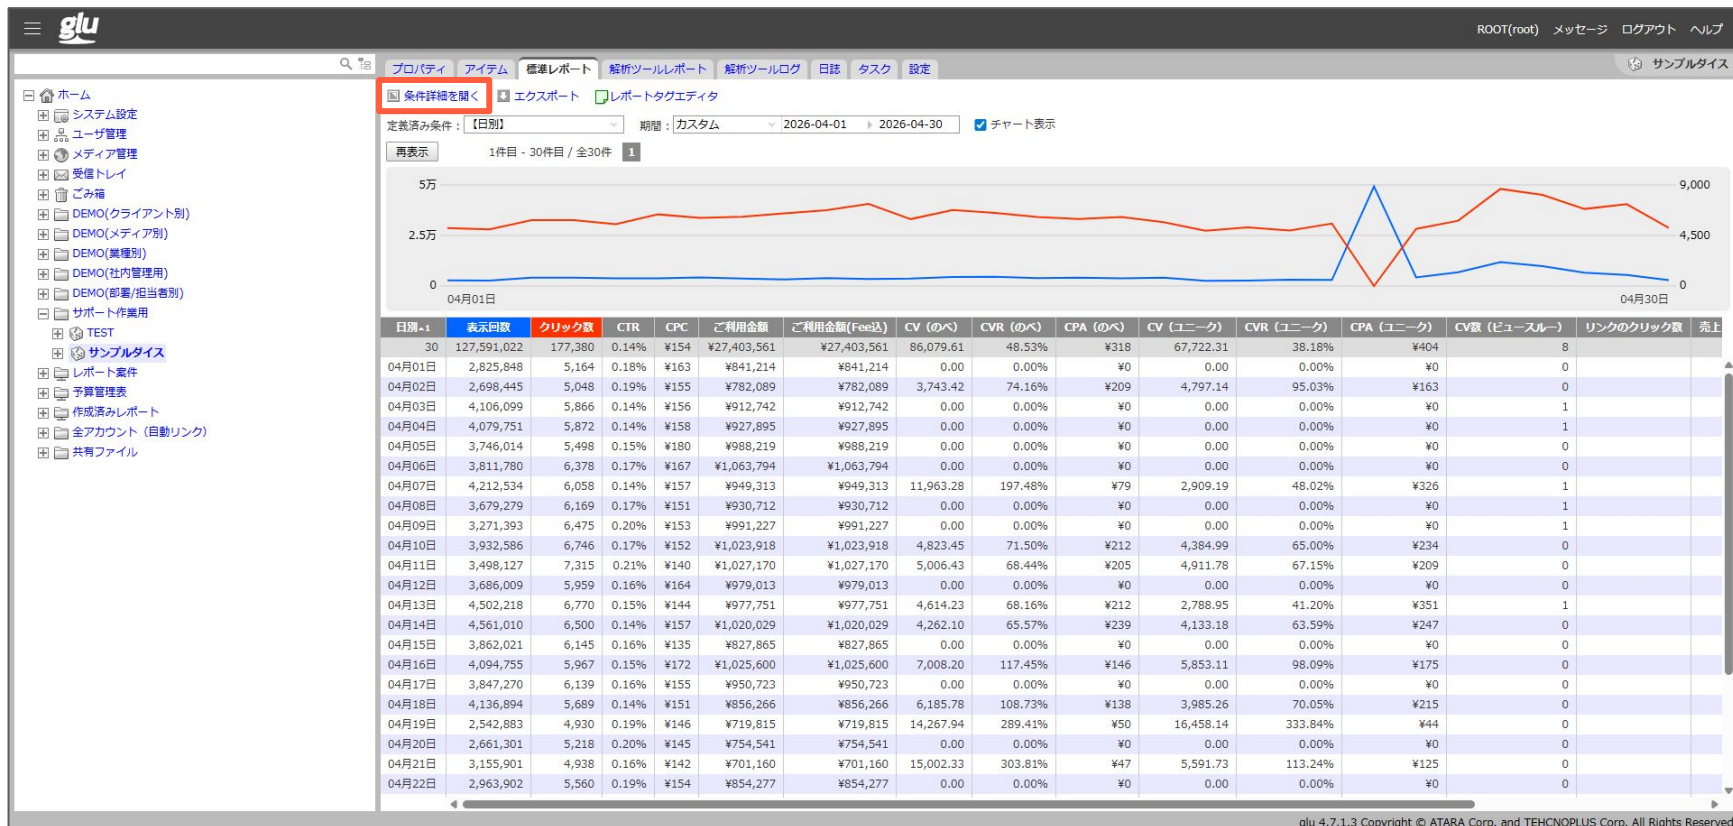 glu
ROOT(root) メッセージ ログアウト ヘルプ
プロパティ アイテム 標準レポート 解析ツールレポート 解析ツールログ 日誌 タスク 設定 サンプルダイス
条件詳細を開く エクスポート レポートタグエディタ
定義済み条件： 【日別】 期間： カスタム 2026-04-01 2026-04-30 チャート表示
再表示 1件目 - 30件目 / 全30件 1
ホーム
システム設定
ユーザ管理
メディア管理
受信トレイ
ごみ箱
DEMO(クライアント別)
DEMO(メディア別)
DEMO(業種別)
DEMO(社内管理用)
DEMO(部署/担当者別)
サポート作業用
TEST
サンプルダイス
レポート案件
予算管理表
作成済みレポート
全アカウント（自動リンク）
共有ファイル
5万 9,000
2.5万 4,500
0 0
04月01日 04月30日
日別 1 表示回数 クリック数 CTR CPC ご利用金額 ご利用金額(Fee込) CV（のべ） CVR（のべ） CPA（のべ） CV（ユニーク） CVR（ユニーク） CPA（ユニーク） CV数（ビュースルー） リンクのクリック数 売上
30 127,591,022 177,380 0.14% ¥154 ¥27,403,561 ¥27,403,561 86,079.61 48.53% ¥318 67,722.31 38.18% ¥404 8
04月01日 2,825,848 5,164 0.18% ¥163 ¥841,214 ¥841,214 0.00 0.00% ¥0 0.00 0.00% ¥0 0
04月02日 2,698,445 5,048 0.19% ¥155 ¥782,089 ¥782,089 3,743.42 74.16% ¥209 4,797.14 95.03% ¥163 0
04月03日 4,106,099 5,866 0.14% ¥156 ¥912,742 ¥912,742 0.00 0.00% ¥0 0.00 0.00% ¥0 1
04月04日 4,079,751 5,872 0.14% ¥158 ¥927,895 ¥927,895 0.00 0.00% ¥0 0.00 0.00% ¥0 1
04月05日 3,746,014 5,498 0.15% ¥180 ¥988,219 ¥988,219 0.00 0.00% ¥0 0.00 0.00% ¥0 0
04月06日 3,811,780 6,378 0.17% ¥167 ¥1,063,794 ¥1,063,794 0.00 0.00% ¥0 0.00 0.00% ¥0 0
04月07日 4,212,534 6,058 0.14% ¥157 ¥949,313 ¥949,313 11,963.28 197.48% ¥79 2,909.19 48.02% ¥326 1
04月08日 3,679,279 6,169 0.17% ¥151 ¥930,712 ¥930,712 0.00 0.00% ¥0 0.00 0.00% ¥0 1
04月09日 3,271,393 6,475 0.20% ¥153 ¥991,227 ¥991,227 0.00 0.00% ¥0 0.00 0.00% ¥0 1
04月10日 3,932,586 6,746 0.17% ¥152 ¥1,023,918 ¥1,023,918 4,823.45 71.50% ¥212 4,384.99 65.00% ¥234 0
04月11日 3,498,127 7,315 0.21% ¥140 ¥1,027,170 ¥1,027,170 5,006.43 68.44% ¥205 4,911.78 67.15% ¥209 0
04月12日 3,686,009 5,959 0.16% ¥164 ¥979,013 ¥979,013 0.00 0.00% ¥0 0.00 0.00% ¥0 0
04月13日 4,502,218 6,770 0.15% ¥144 ¥977,751 ¥977,751 4,614.23 68.16% ¥212 2,788.95 41.20% ¥351 1
04月14日 4,561,010 6,500 0.14% ¥157 ¥1,020,029 ¥1,020,029 4,262.10 65.57% ¥239 4,133.18 63.59% ¥247 0
04月15日 3,862,021 6,145 0.16% ¥135 ¥827,865 ¥827,865 0.00 0.00% ¥0 0.00 0.00% ¥0 0
04月16日 4,094,755 5,967 0.15% ¥172 ¥1,025,600 ¥1,025,600 7,008.20 117.45% ¥146 5,853.11 98.09% ¥175 0
04月17日 3,847,270 6,139 0.16% ¥155 ¥950,723 ¥950,723 0.00 0.00% ¥0 0.00 0.00% ¥0 0
04月18日 4,136,894 5,689 0.14% ¥151 ¥856,266 ¥856,266 6,185.78 108.73% ¥138 3,985.26 70.05% ¥215 0
04月19日 2,542,883 4,930 0.19% ¥146 ¥719,815 ¥719,815 14,267.94 289.41% ¥50 16,458.14 333.84% ¥44 0
04月20日 2,661,301 5,218 0.20% ¥145 ¥754,541 ¥754,541 0.00 0.00% ¥0 0.00 0.00% ¥0 0
04月21日 3,155,901 4,938 0.16% ¥142 ¥701,160 ¥701,160 15,002.33 303.81% ¥47 5,591.73 113.24% ¥125 0
04月22日 2,963,902 5,560 0.19% ¥154 ¥854,277 ¥854,277 0.00 0.00% ¥0 0.00 0.00% ¥0 0
glu 4.7.1.3 Copyright © ATARA Corp. and TEHCNOPLUS Corp. All Rights Reserved